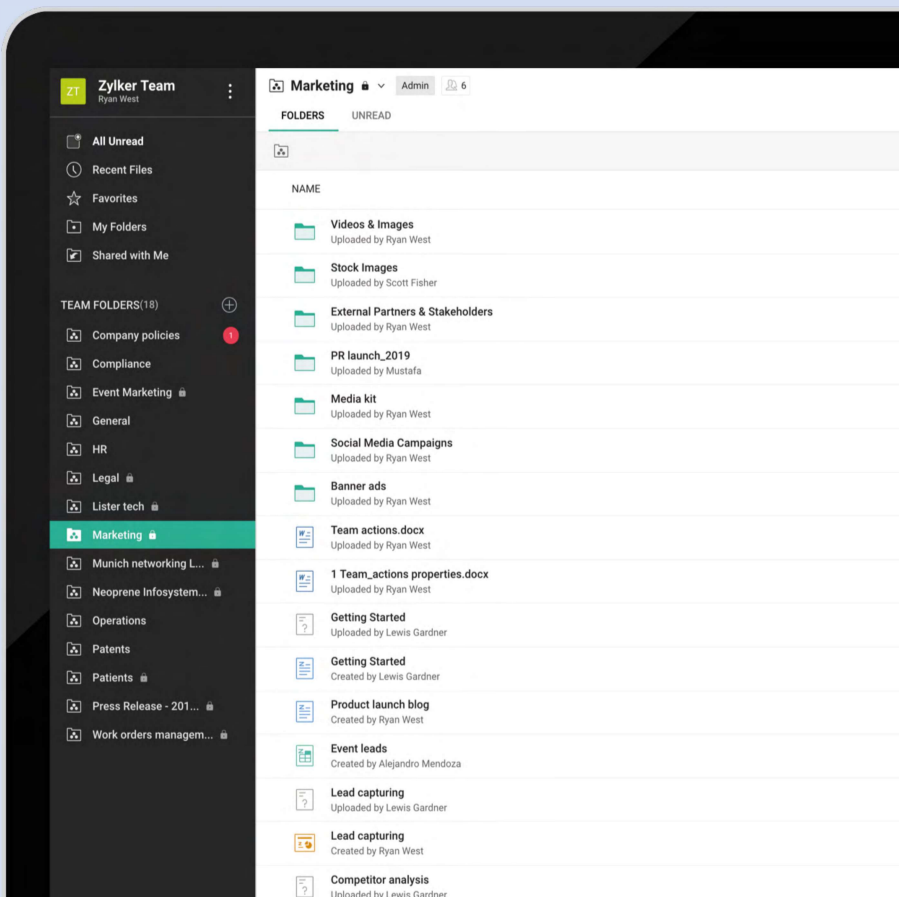 ZT
Zylker Team
Ryan West
All Unread
Recent Files
Favorites
My Folders
Shared with Me
TEAM FOLDERS(18)
Company policies 1
Compliance
Event Marketing
General
HR
Legal
Lister tech
Marketing
Munich networking L...
Neoprene Infosystem...
Operations
Patents
Patients
Press Release - 201...
Work orders managem...
Marketing Admin 6
FOLDERS UNREAD
NAME
Videos & Images
Uploaded by Ryan West
Stock Images
Uploaded by Scott Fisher
External Partners & Stakeholders
Uploaded by Ryan West
PR launch_2019
Uploaded by Mustafa
Media kit
Uploaded by Ryan West
Social Media Campaigns
Uploaded by Ryan West
Banner ads
Uploaded by Ryan West
Team actions.docx
Uploaded by Ryan West
1 Team_actions properties.docx
Uploaded by Ryan West
Getting Started
Uploaded by Lewis Gardner
Getting Started
Created by Lewis Gardner
Product launch blog
Created by Ryan West
Event leads
Created by Alejandro Mendoza
Lead capturing
Uploaded by Lewis Gardner
Lead capturing
Created by Ryan West
Competitor analysis
Uploaded by Lewis Gardner